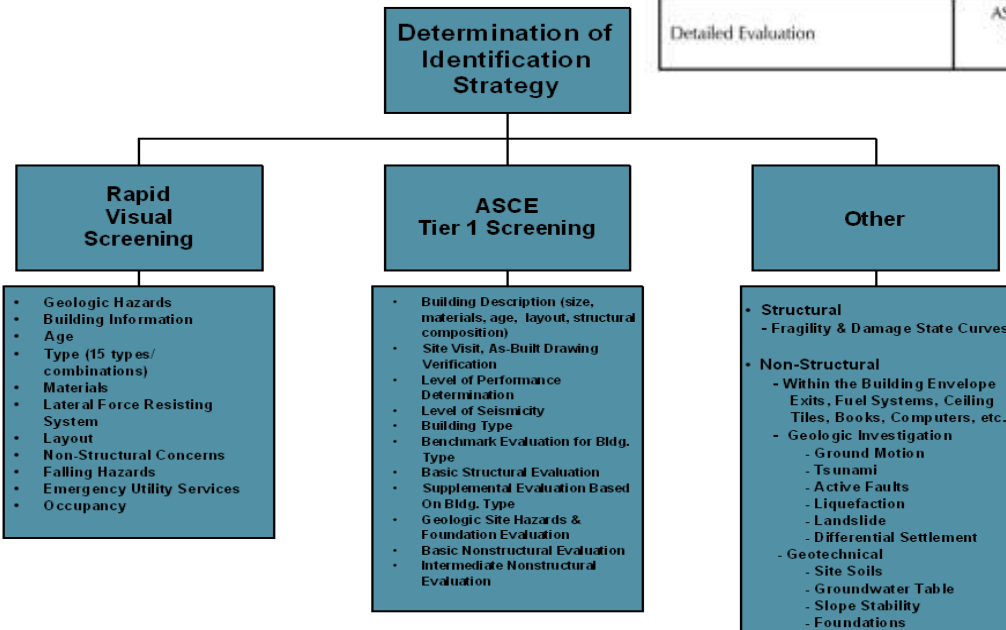 Detailed Evaluation
Determination of
Identification
Strategy
Rapid
Visual
Screening
• Geologic Hazards
• Building Information
• Age
• Type (15 types/
combinations)
• Materials
• Lateral Force Resisting
System
• Layout
• Non-Structural Concerns
• Falling Hazards
• Emergency Utility Services
• Occupancy
ASCE
Tier 1 Screening
• Building Description (size,
materials, age, layout, structural
composition)
• Site Visit, As-Built Drawing
Verification
• Level of Performance
Determination
• Level of Seismicity
• Building Type
• Benchmark Evaluation for Bldg.
Type
• Basic Structural Evaluation
• Supplemental Evaluation Based
On Bldg. Type
• Geologic Site Hazards &
Foundation Evaluation
• Basic Nonstructural Evaluation
• Intermediate Nonstructural
Evaluation
Other
• Structural
- Fragility & Damage State Curves
• Non-Structural
- Within the Building Envelope
Exits, Fuel Systems, Ceiling
Tiles, Books, Computers, etc.
- Geologic Investigation
- Ground Motion
- Tsunami
- Active Faults
- Liquefaction
- Landslide
- Differential Settlement
- Geotechnical
- Site Soils
- Groundwater Table
- Slope Stability
- Foundations